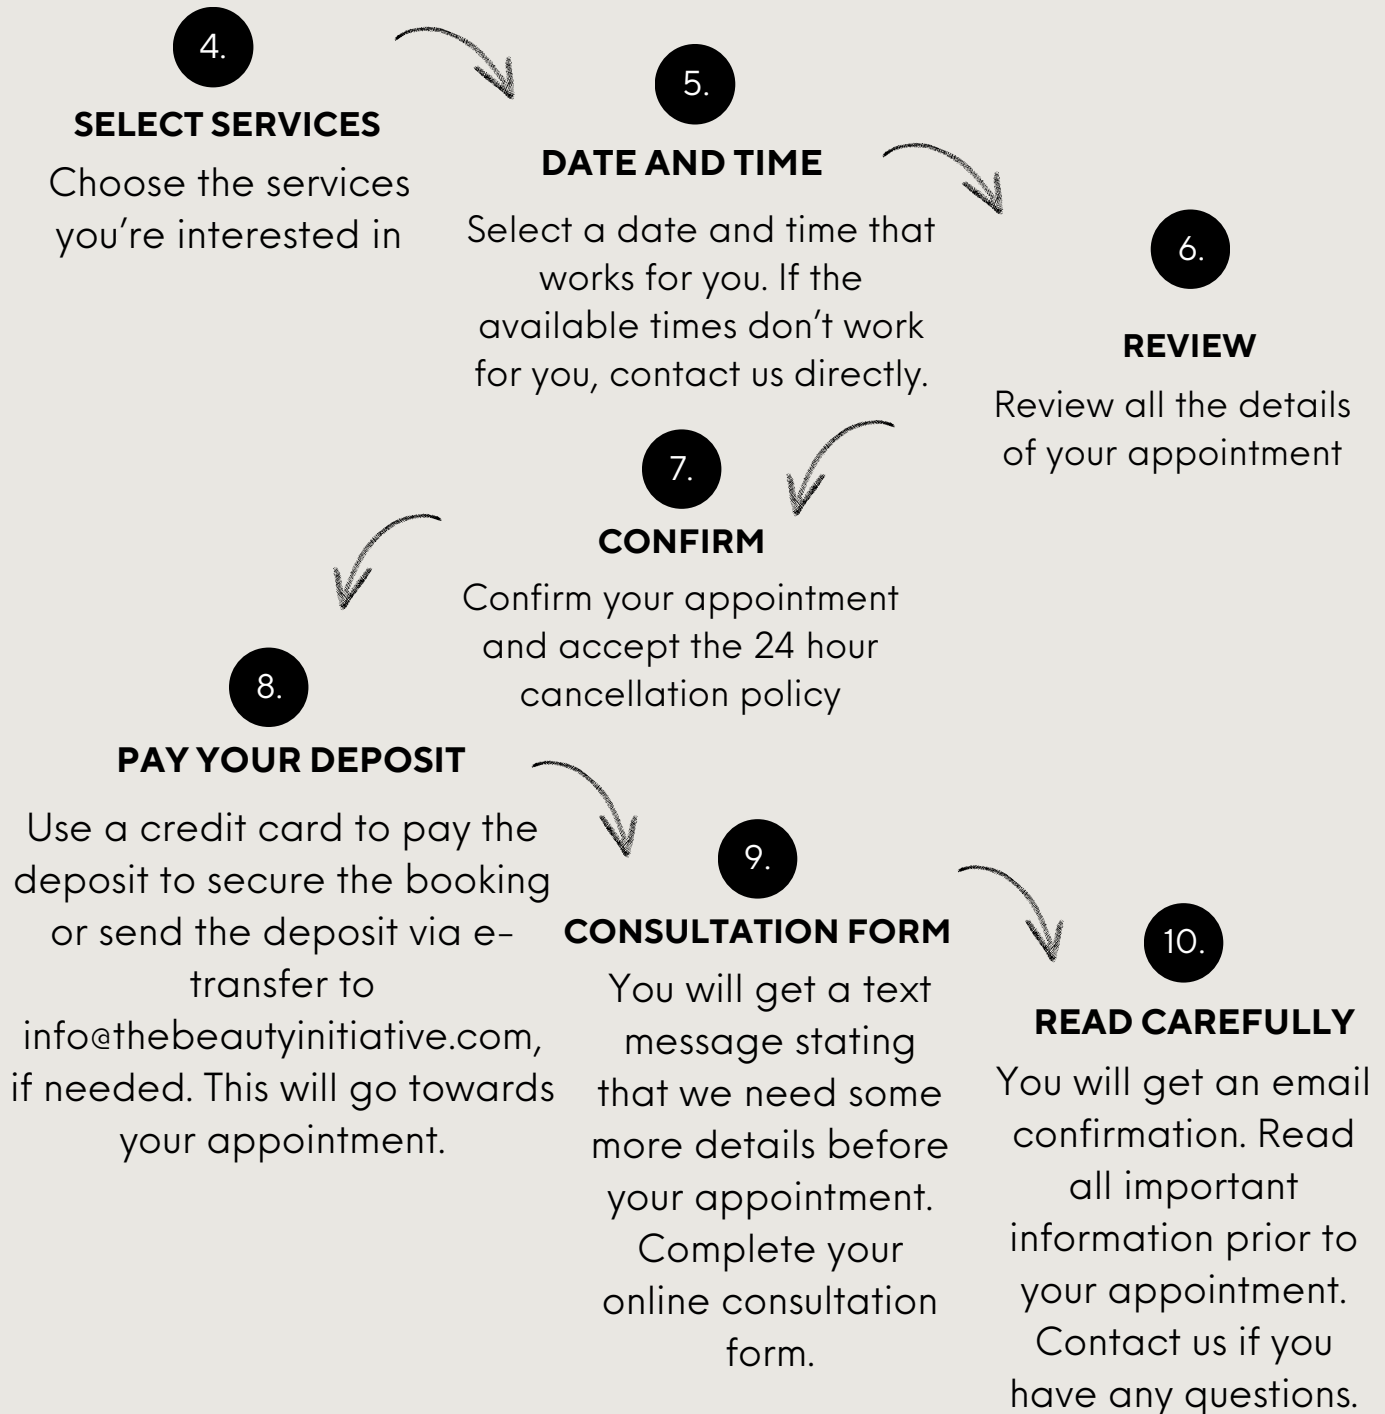 4.
SELECT SERVICES
Choose the services
you're interested in
5.
DATE AND TIME
Select a date and time that
works for you. If the
available times don't work
for you, contact us directly.
6.
REVIEW
Review all the details
of your appointment
7.
CONFIRM
Confirm your appointment
and accept the 24 hour
cancellation policy
8.
PAY YOUR DEPOSIT
Use a credit card to pay the
deposit to secure the booking
or send the deposit via e-
transfer to
info@thebeautyinitiative.com,
if needed. This will go towards
your appointment.
9.
CONSULTATION FORM
You will get a text
message stating
that we need some
more details before
your appointment.
Complete your
online consultation
form.
10.
READ CAREFULLY
You will get an email
confirmation. Read
all important
information prior to
your appointment.
Contact us if you
have any questions.